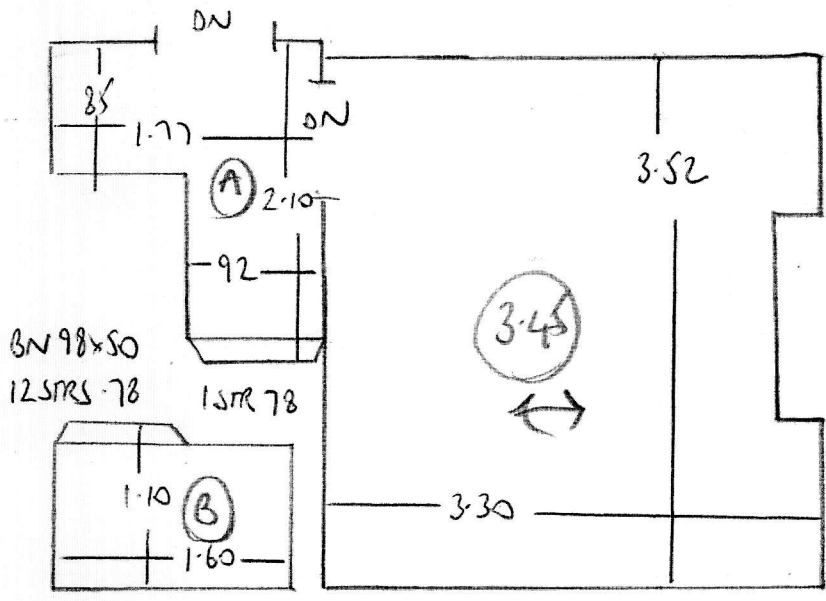 DN
85
1.77
DN
3.52
A
2.10
92
3.45
BN 98x50
12 STRS .78
1 STR 78
1.10
B
3.30
1.60